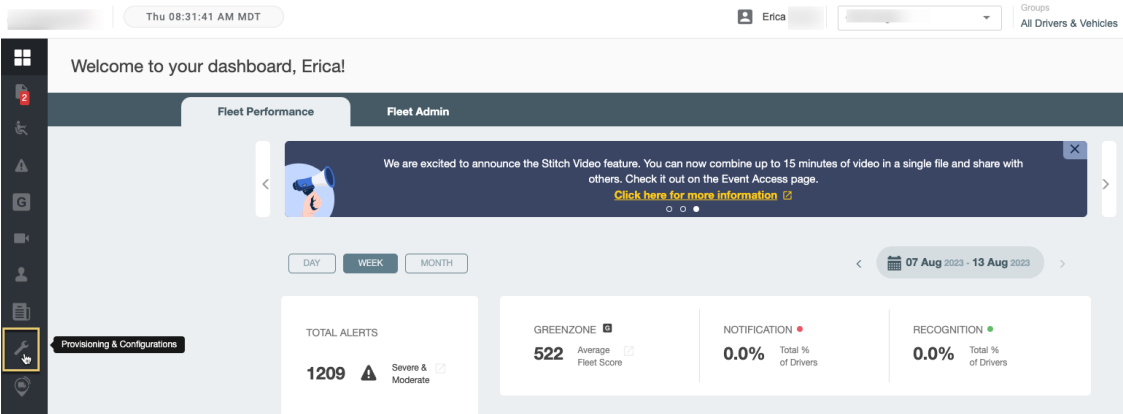 Thu 08:31:41 AM MDT
Erica
Groups
All Drivers & Vehicles
Welcome to your dashboard, Erica!
2
Fleet Performance
Fleet Admin
We are excited to announce the Stitch Video feature. You can now combine up to 15 minutes of video in a single file and share with
others. Check it out on the Event Access page.
Click here for more information
G
DAY
WEEK
MONTH
07 Aug 2023 - 13 Aug 2023
TOTAL ALERTS
1209
Severe &
Moderate
GREENZONE G
522
Average
Fleet Score
NOTIFICATION
0.0%
Total %
of Drivers
RECOGNITION
0.0%
Total %
of Drivers
Provisioning & Configurations